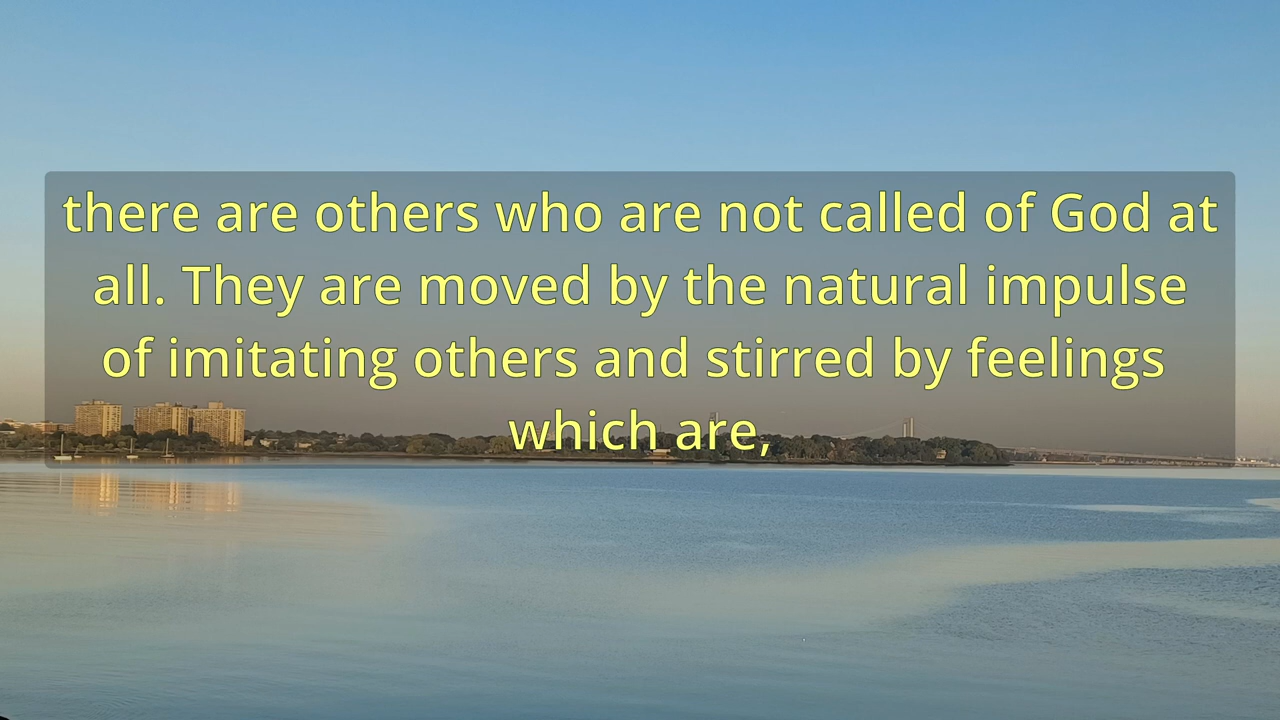 there are others who are not called of God at
all. They are moved by the natural impulse
of imitating others and stirred by feelings
which are,